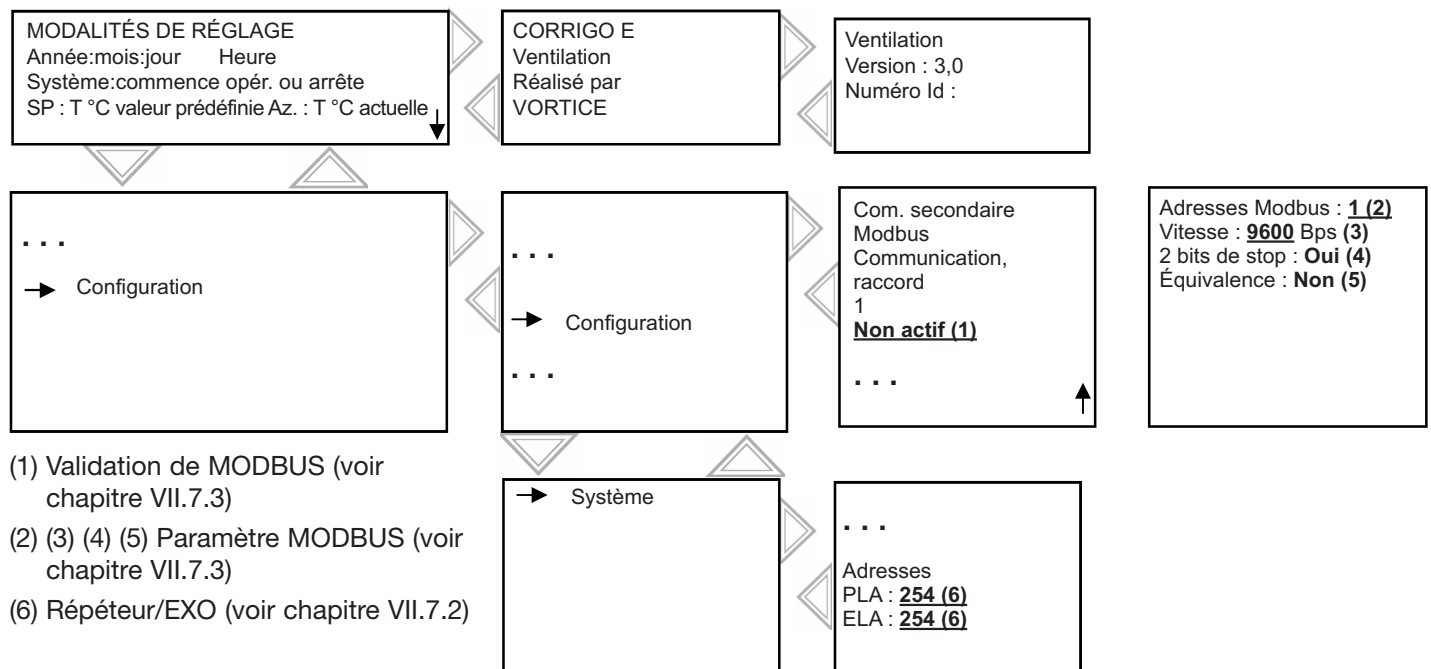 MODALITÉS DE RÉGLAGE
Année:mois:jour Heure
Système:commence opér. ou arrête
SP : T °C valeur prédéfinie Az. : T °C actuelle
CORRIGO E
Ventilation
Réalisé par
VORTICE
Ventilation
Version : 3,0
Numéro Id :
. . .
Configuration
. . .
Configuration
. . .
Com. secondaire
Modbus
Communication,
raccord
1
Non actif (1)
. . .
Adresses Modbus : 1 (2)
Vitesse : 9600 Bps (3)
2 bits de stop : Oui (4)
Équivalence : Non (5)
(1) Validation de MODBUS (voir
chapitre VII.7.3)
(2) (3) (4) (5) Paramètre MODBUS (voir
chapitre VII.7.3)
(6) Répéteur/EXO (voir chapitre VII.7.2)
Système
. . .
Adresses
PLA : 254 (6)
ELA : 254 (6)